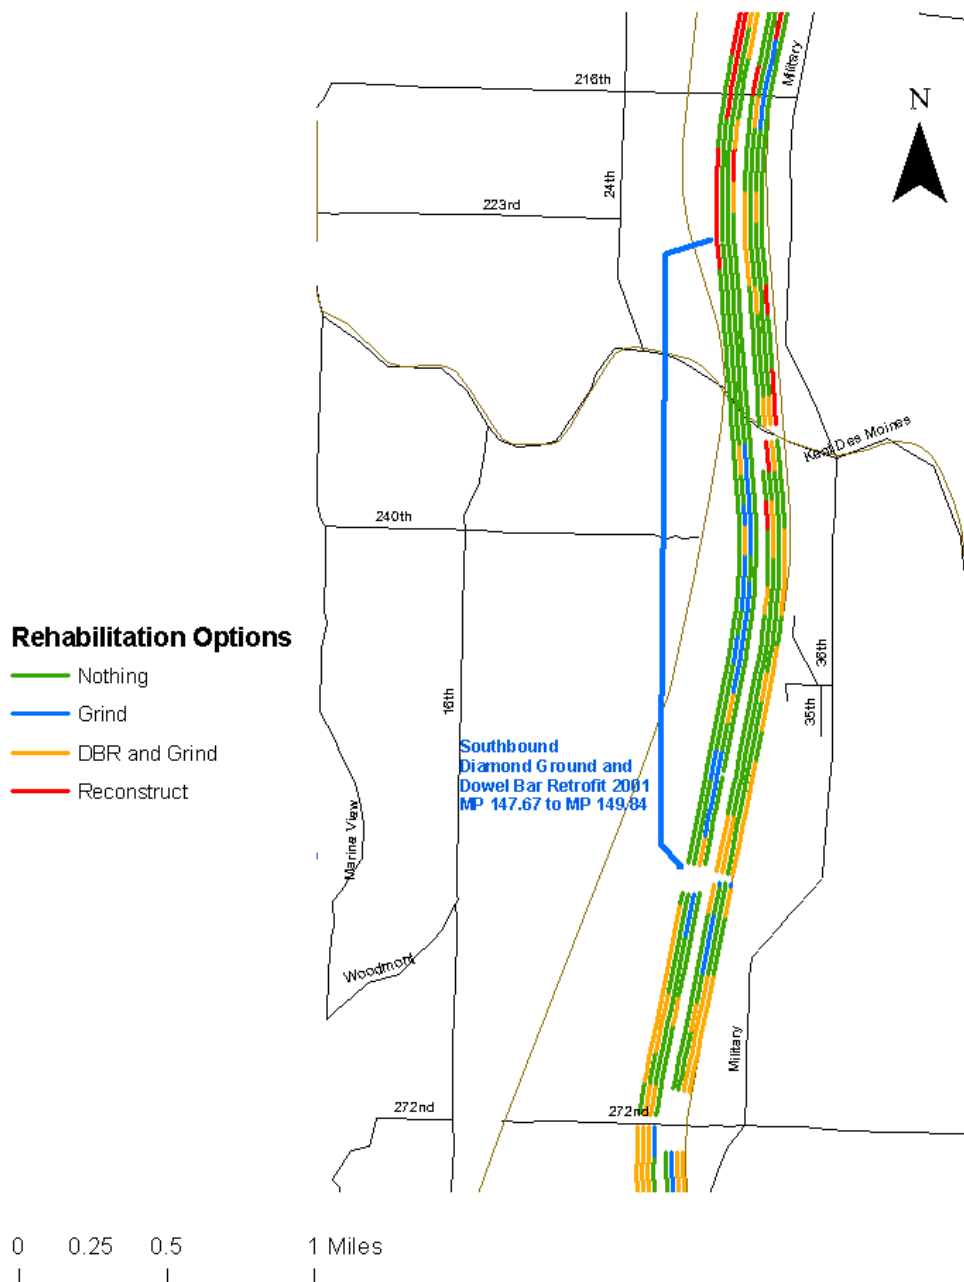 216th
Military
N
24th
223rd
Kent Des Moines
240th
Rehabilitation Options
Nothing
Grind
DBR and Grind
Reconstruct
16th
36th
35th
Southbound
Diamond Ground and
Dowel Bar Retrofit 2001
MP 147.67 to MP 149.84
Marine View
Woodmont
Military
272nd
272nd
0 0.25 0.5 1 Miles